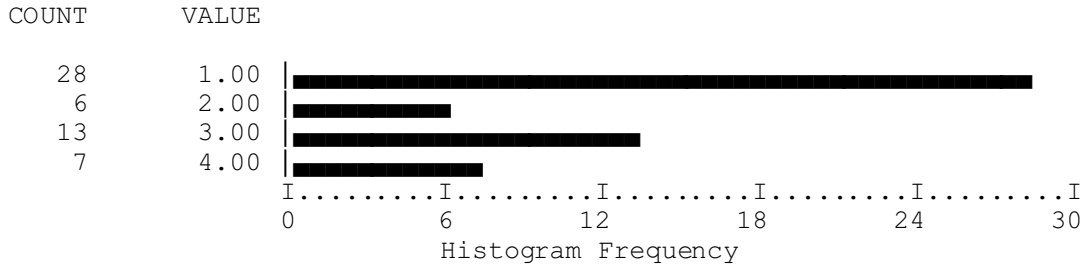 COUNT VALUE
28 1.00
6 2.00
13 3.00
7 4.00
I.........I.........I.........I.........I.........I
0 6 12 18 24 30
Histogram Frequency